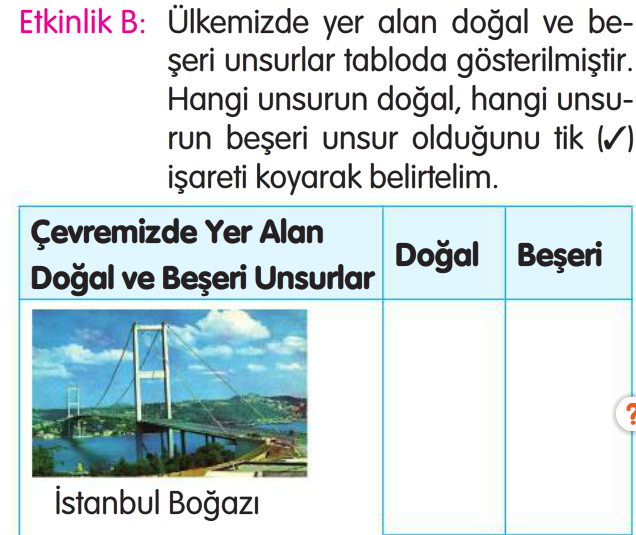 Etkinlik B: Ülkemizde yer alan doğal ve be-
şeri unsurlar tabloda gösterilmiştir.
Hangi unsurun doğal, hangi unsu-
run beşeri unsur olduğunu tik (✓)
işareti koyarak belirtelim.
Çevremizde Yer Alan
Doğal ve Beşeri Unsurlar
Doğal
Beşeri
?
İstanbul Boğazı